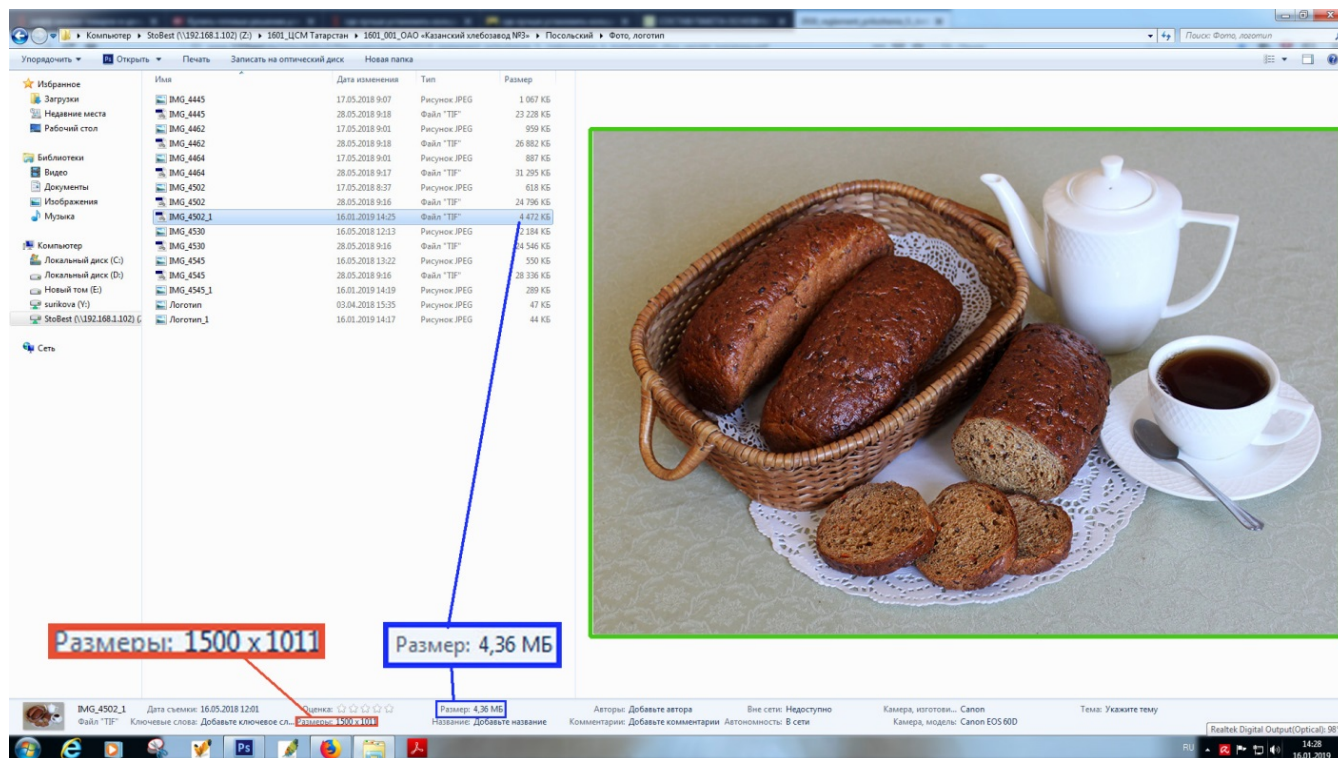 Компьютер ▸ StoBest (\\192.168.1.102) (Z:) ▸ 1601_ЦСМ Татарстан ▸ 1601_001_ОАО «Казанский хлебозавод №3» ▸ Посольский ▸ Фото, логотип
Поиск: Фото, логотип
Упорядочить Открыть Печать Записать на оптический диск Новая папка
Имя Дата изменения Тип Размер
Избранное
Загрузки
Недавние места
Рабочий стол
Библиотеки
Видео
Документы
Изображения
Музыка
Компьютер
Локальный диск (C:)
Локальный диск (D:)
Новый том (E:)
surikova (Y:)
StoBest (\\192.168.1.102) (Z
Сеть
IMG_4445 17.05.2018 9:07 Рисунок JPEG 1 067 КБ
IMG_4445 28.05.2018 9:18 Файл "TIF" 23 228 КБ
IMG_4462 17.05.2018 9:01 Рисунок JPEG 959 КБ
IMG_4462 28.05.2018 9:18 Файл "TIF" 26 882 КБ
IMG_4464 17.05.2018 9:01 Рисунок JPEG 887 КБ
IMG_4464 28.05.2018 9:17 Файл "TIF" 31 295 КБ
IMG_4502 17.05.2018 8:37 Рисунок JPEG 618 КБ
IMG_4502 28.05.2018 9:16 Файл "TIF" 24 796 КБ
IMG_4502_1 16.01.2019 14:25 Файл "TIF" 4 472 КБ
IMG_4530 16.05.2018 12:13 Рисунок JPEG 2 184 КБ
IMG_4530 28.05.2018 9:16 Файл "TIF" 24 546 КБ
IMG_4545 16.05.2018 13:22 Рисунок JPEG 550 КБ
IMG_4545 28.05.2018 9:16 Файл "TIF" 28 336 КБ
IMG_4545_1 16.01.2019 14:19 Рисунок JPEG 289 КБ
Логотип 03.04.2018 15:35 Рисунок JPEG 47 КБ
Логотип_1 16.01.2019 14:17 Рисунок JPEG 44 КБ
Размеры: 1500 x 1011
Размер: 4,36 МБ
IMG_4502_1 Дата съемки: 16.05.2018 12:01 Оценка: Размер: 4,36 МБ Авторы: Добавьте автора Вне сети: Недоступно Камера, изготови... Canon Тема: Укажите тему
Файл "TIF" Ключевые слова: Добавьте ключевое сл... Размеры: 1500 x 1011 Название: Добавьте название Комментарии: Добавьте комментарии Автономность: В сети Камера, модель: Canon EOS 60D
Realtek Digital Output(Optical): 98
Ps
RU 14:28
16.01.2019